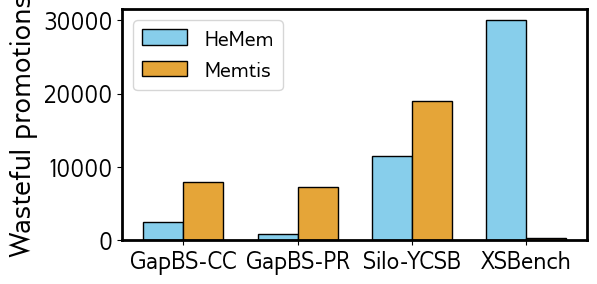 Wasteful promotions
30000
20000
10000
0
HeMem
Memtis
GapBS-CC GapBS-PR Silo-YCSB XSBench